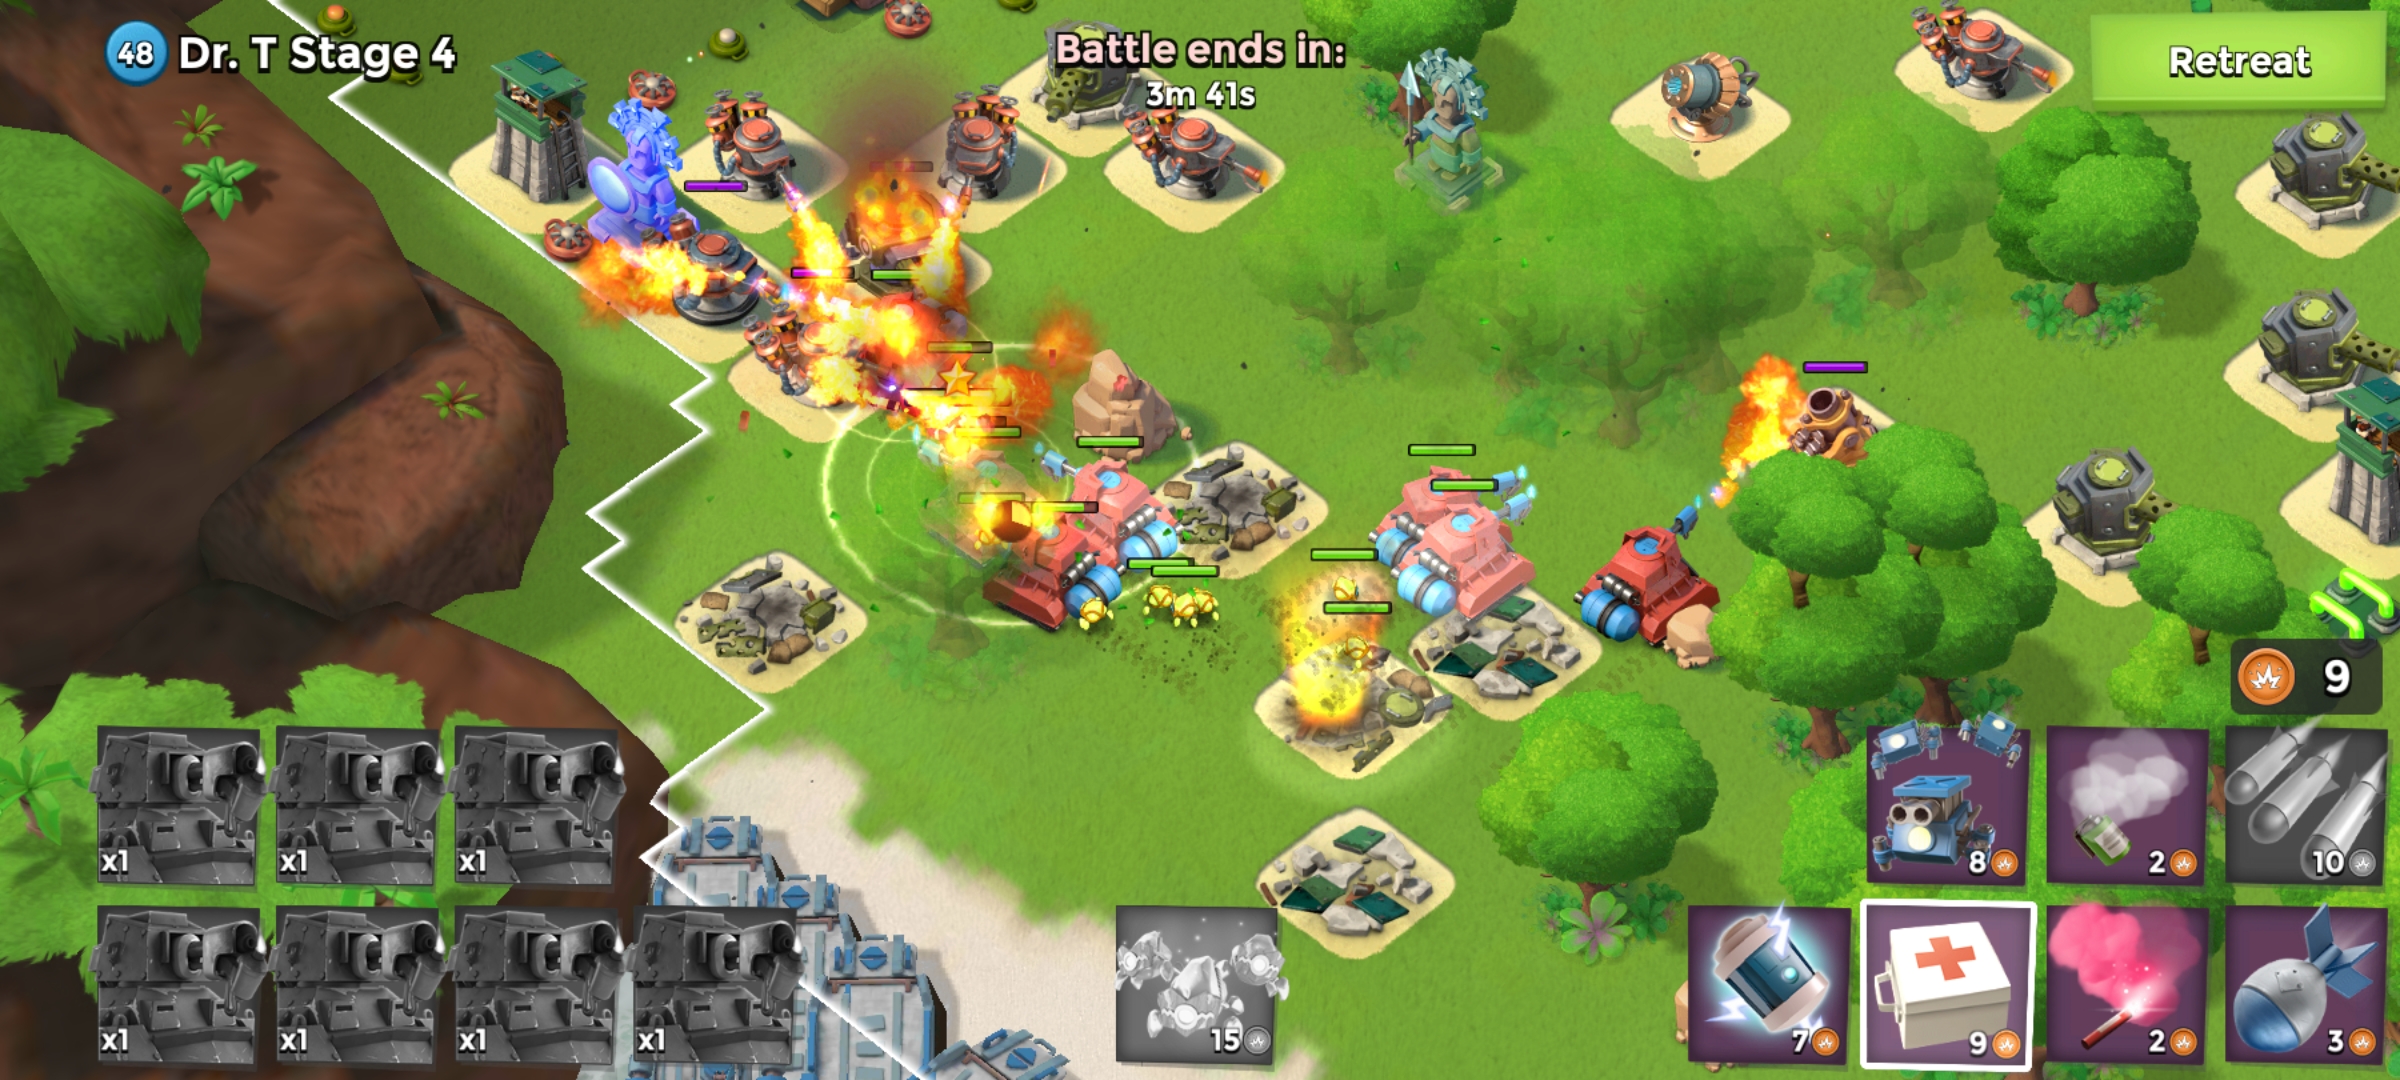 48 Dr. T Stage 4
Battle ends in:
3m 41s
Retreat
9
8
2
10
x1
x1
x1
x1
x1
x1
x1
15
7
9
2
3